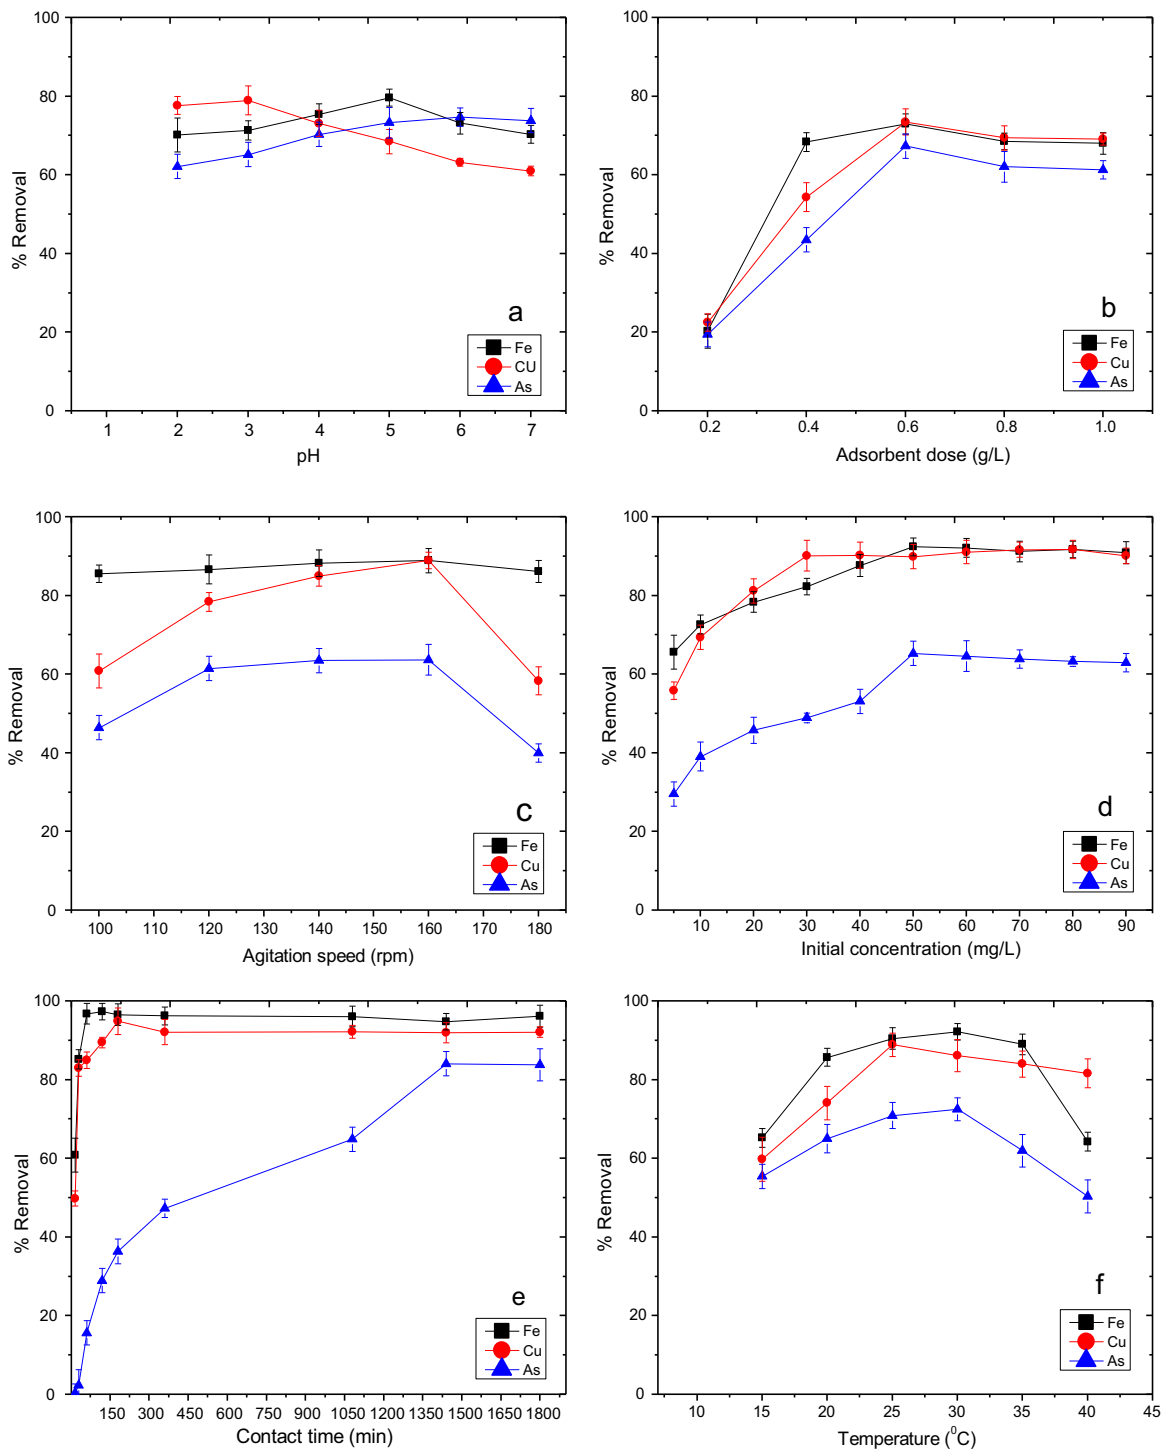 100
80
60
40
20
0
% Removal
a
Fe
CU
As
1 2 3 4 5 6 7
pH
100
80
60
40
20
0
% Removal
b
Fe
Cu
As
0.2 0.4 0.6 0.8 1.0
Adsorbent dose (g/L)
100
80
60
40
20
0
% Removal
c
Fe
Cu
As
100 110 120 130 140 150 160 170 180
Agitation speed (rpm)
100
80
60
40
20
0
% Removal
d
Fe
Cu
As
10 20 30 40 50 60 70 80 90
Initial concentration (mg/L)
100
80
60
40
20
0
% Removal
e
Fe
Cu
As
150 300 450 600 750 900 1050 1200 1350 1500 1650 1800
Contact time (min)
100
80
60
40
20
0
% Removal
f
Fe
Cu
As
10 15 20 25 30 35 40 45
Temperature (⁰C)